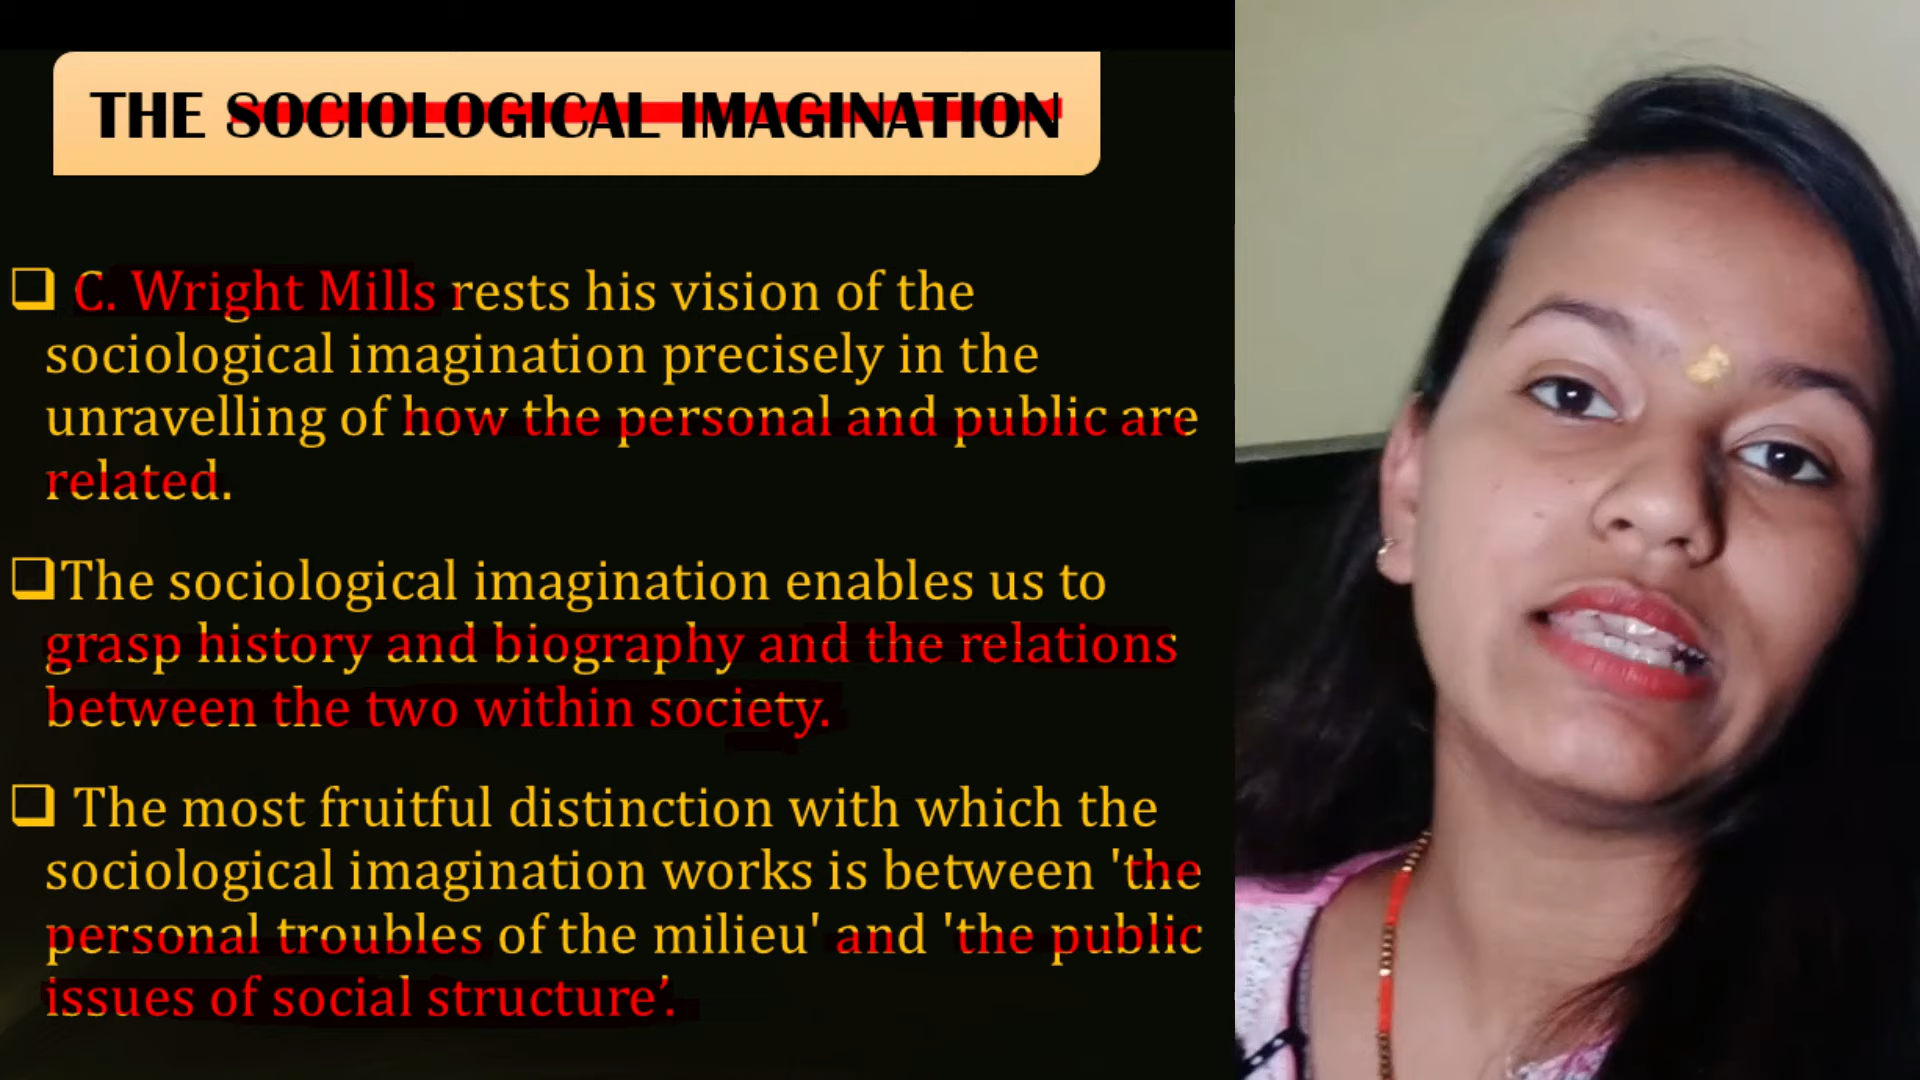 THE SOCIOLOGICAL IMAGINATION
C. Wright Mills rests his vision of the
sociological imagination precisely in the
unravelling of how the personal and public are
related.
The sociological imagination enables us to
grasp history and biography and the relations
between the two within society.
The most fruitful distinction with which the
sociological imagination works is between 'the
personal troubles of the milieu' and 'the public
issues of social structure’.